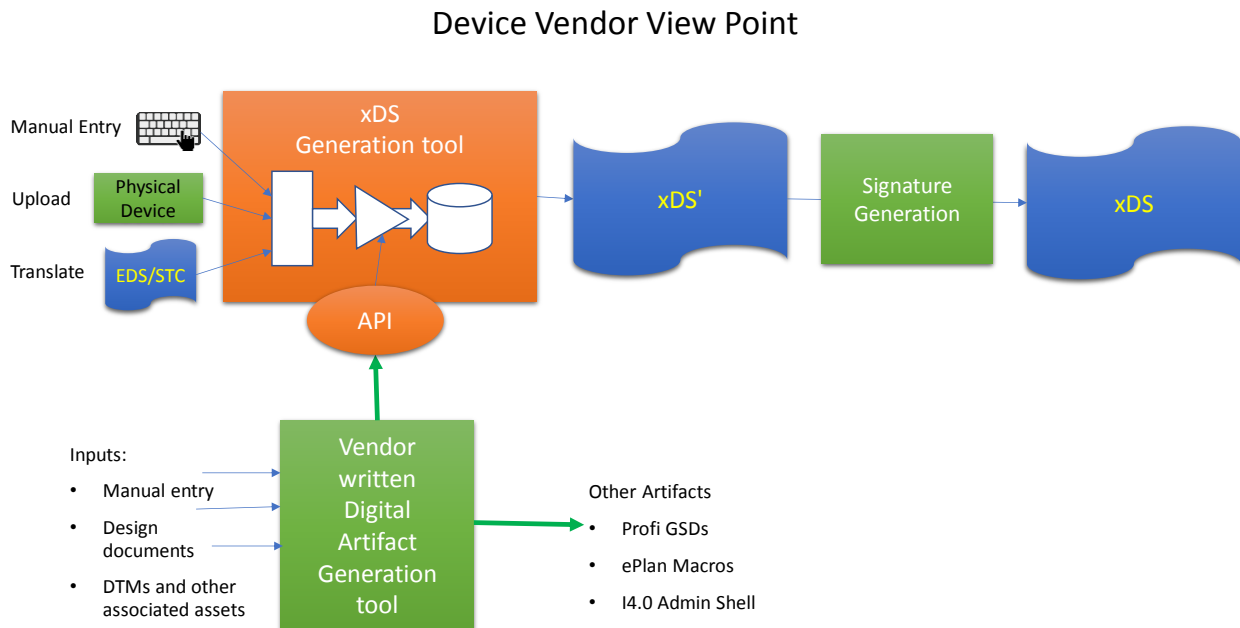 Device Vendor View Point
Manual Entry
Upload
Physical
Device
Translate
EDS/STC
xDS
Generation tool
API
xDS'
Signature
Generation
xDS
Inputs:
• Manual entry
• Design
documents
• DTMs and other
associated assets
Vendor
written
Digital
Artifact
Generation
tool
Other Artifacts
• Profi GSDs
• ePlan Macros
• I4.0 Admin Shell